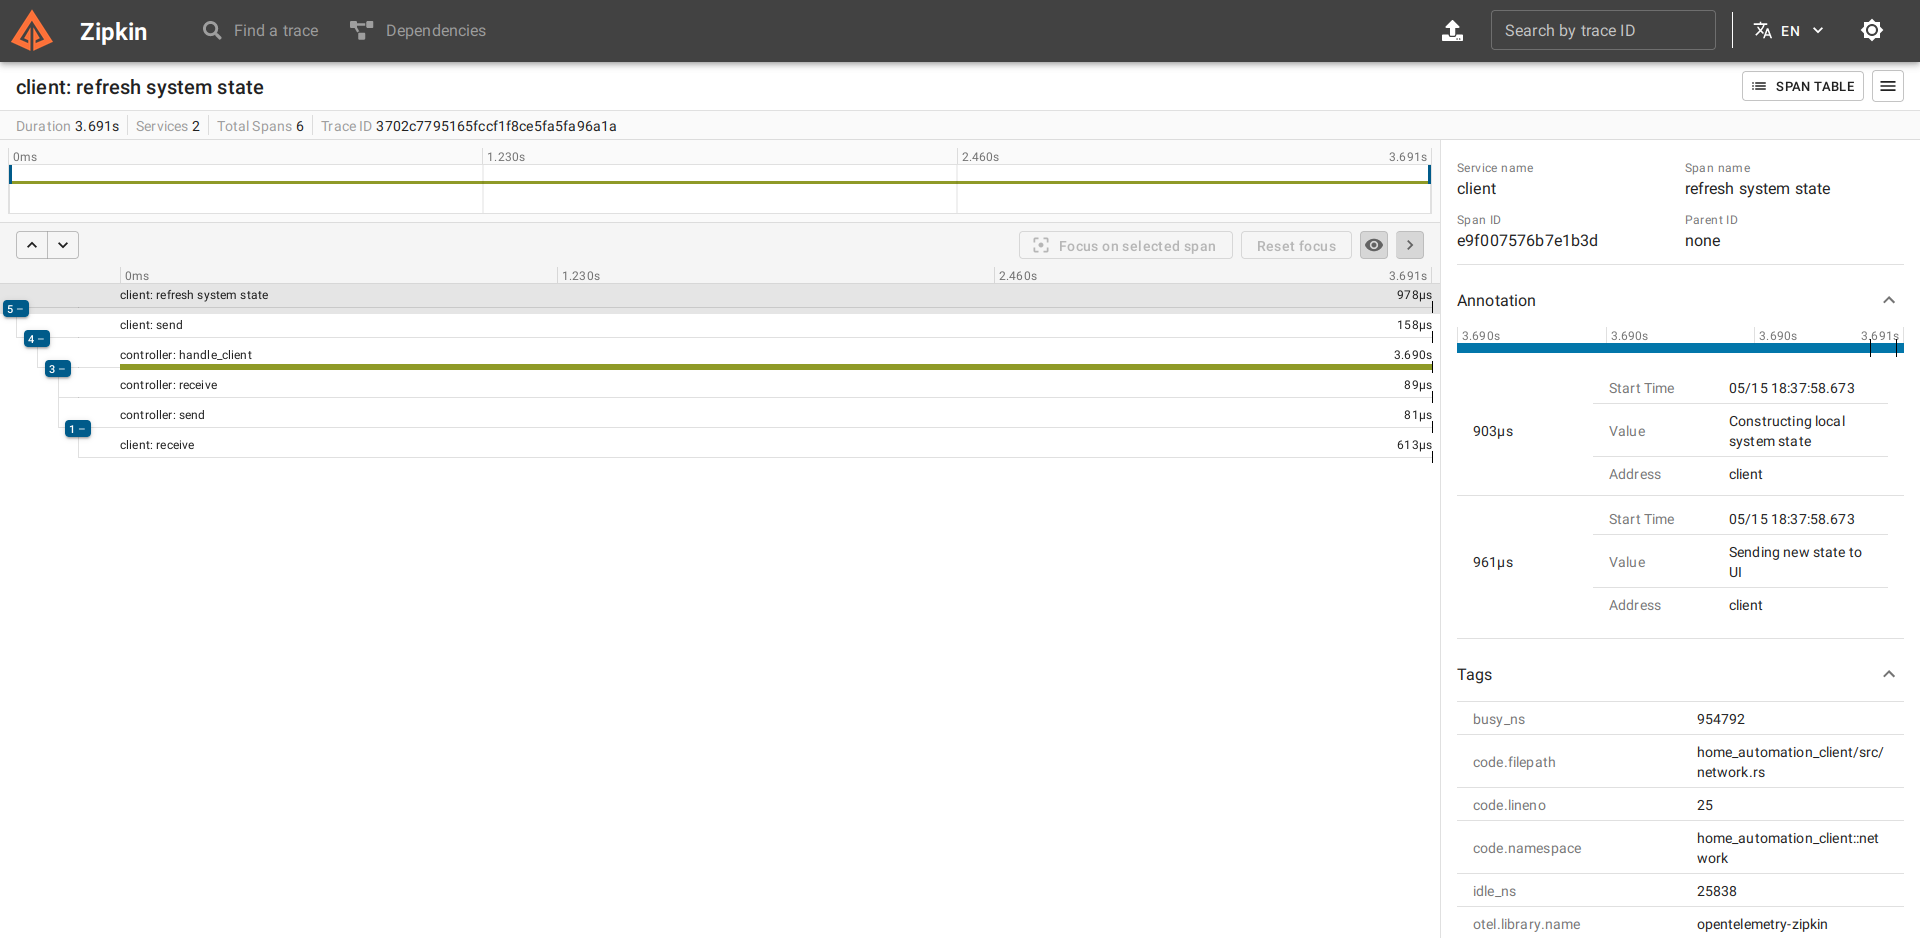 Zipkin
Find a trace
Dependencies
Search by trace ID
EN
client: refresh system state
SPAN TABLE
Duration 3.691s
Services 2
Total Spans 6
Trace ID 3702c7795165fccf1f8ce5fa5fa96a1a
0ms
1.230s
2.460s
3.691s
Focus on selected span
Reset focus
0ms
1.230s
2.460s
3.691s
client: refresh system state
978μs
5 –
client: send
158μs
4 –
controller: handle_client
3.690s
3 –
controller: receive
89μs
controller: send
81μs
1 –
client: receive
613μs
Service name
client
Span name
refresh system state
Span ID
e9f007576b7e1b3d
Parent ID
none
Annotation
3.690s
3.690s
3.690s
3.691s
903μs
Start Time
05/15 18:37:58.673
Value
Constructing local
system state
Address
client
961μs
Start Time
05/15 18:37:58.673
Value
Sending new state to
UI
Address
client
Tags
busy_ns
954792
code.filepath
home_automation_client/src/
network.rs
code.lineno
25
code.namespace
home_automation_client::net
work
idle_ns
25838
otel.library.name
opentelemetry-zipkin